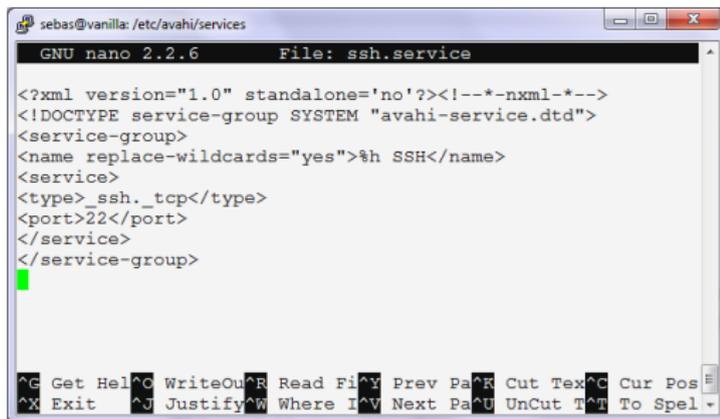 sebas@vanilla: /etc/avahi/services
GNU nano 2.2.6 File: ssh.service
<?xml version="1.0" standalone='no'?><!--*-nxml-*-->
<!DOCTYPE service-group SYSTEM "avahi-service.dtd">
<service-group>
<name replace-wildcards="yes">%h SSH</name>
<service>
<type>_ssh._tcp</type>
<port>22</port>
</service>
</service-group>
^G Get Hel^O WriteOu^R Read Fi^Y Prev Pa^K Cut Tex^C Cur Pos
^X Exit ^J Justify^W Where I^V Next Pa^U UnCut T^T To Spel